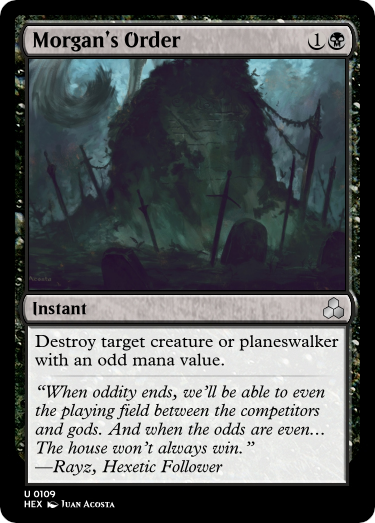 Morgan's Order 1
Instant
Destroy target creature or planeswalker
with an odd mana value.
“When oddity ends, we’ll be able to even
the playing field between the competitors
and gods. And when the odds are even...
The house won’t always win.”
—Rayz, Hexetic Follower
U 0109
HEX Juan Acosta